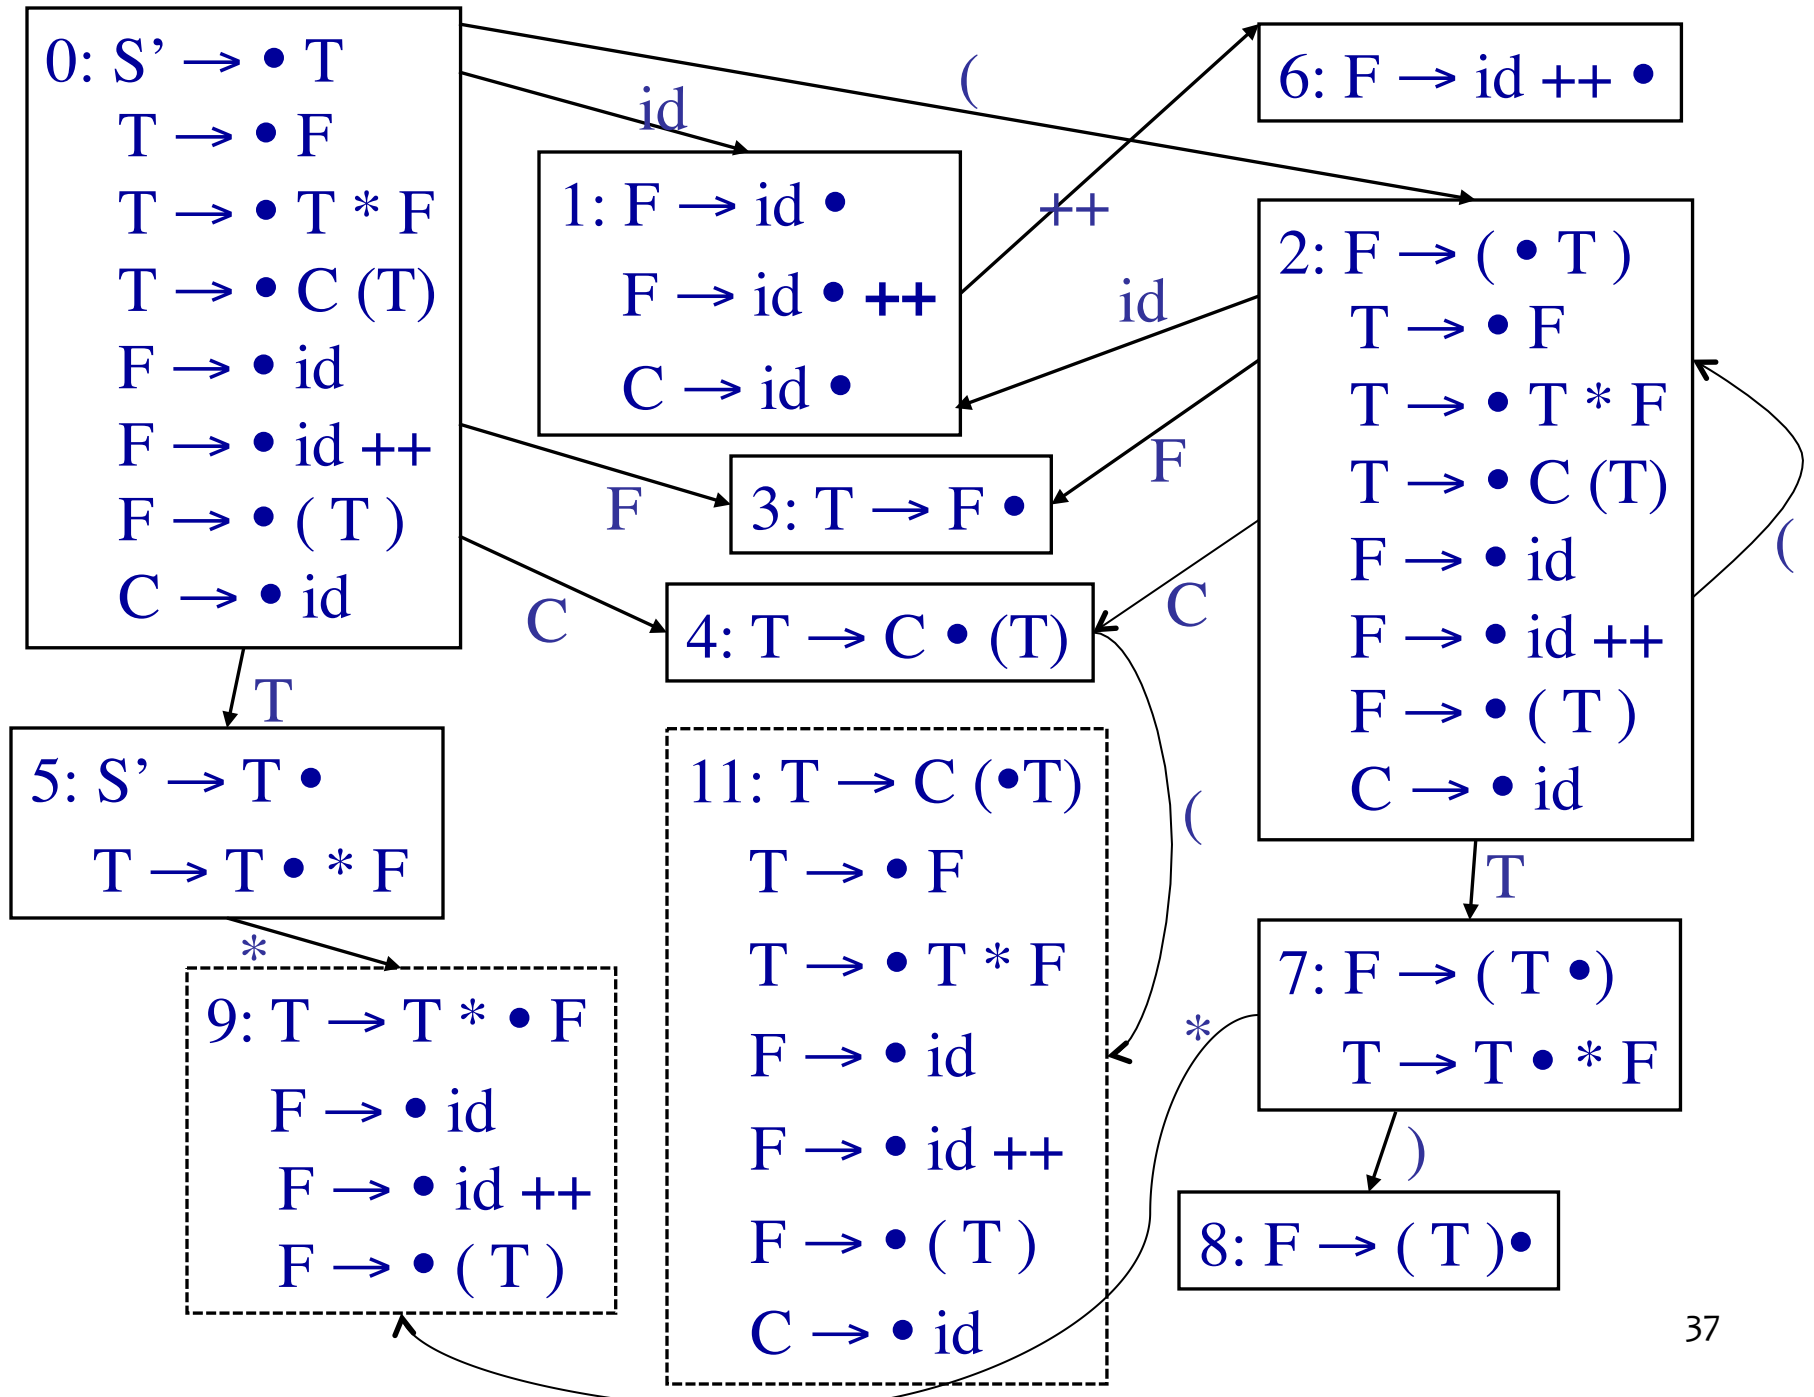 0: S’ → • T
T → • F
T → • T * F
T → • C (T)
F → • id
F → • id ++
F → • ( T )
C → • id
(
id
1: F → id •
F → id • ++
C → id •
++
6: F → id ++ •
id
2: F → ( • T )
T → • F
T → • T * F
T → • C (T)
F → • id
F → • id ++
F → • ( T )
C → • id
(
F
F
3: T → F •
C
C
4: T → C • (T)
T
5: S’ → T •
T → T • * F
*
9: T → T * • F
F → • id
F → • id ++
F → • ( T )
11: T → C (•T)
T → • F
T → • T * F
F → • id
F → • id ++
F → • ( T )
C → • id
(
T
7: F → ( T •)
T → T • * F
*
)
8: F → ( T )•
37